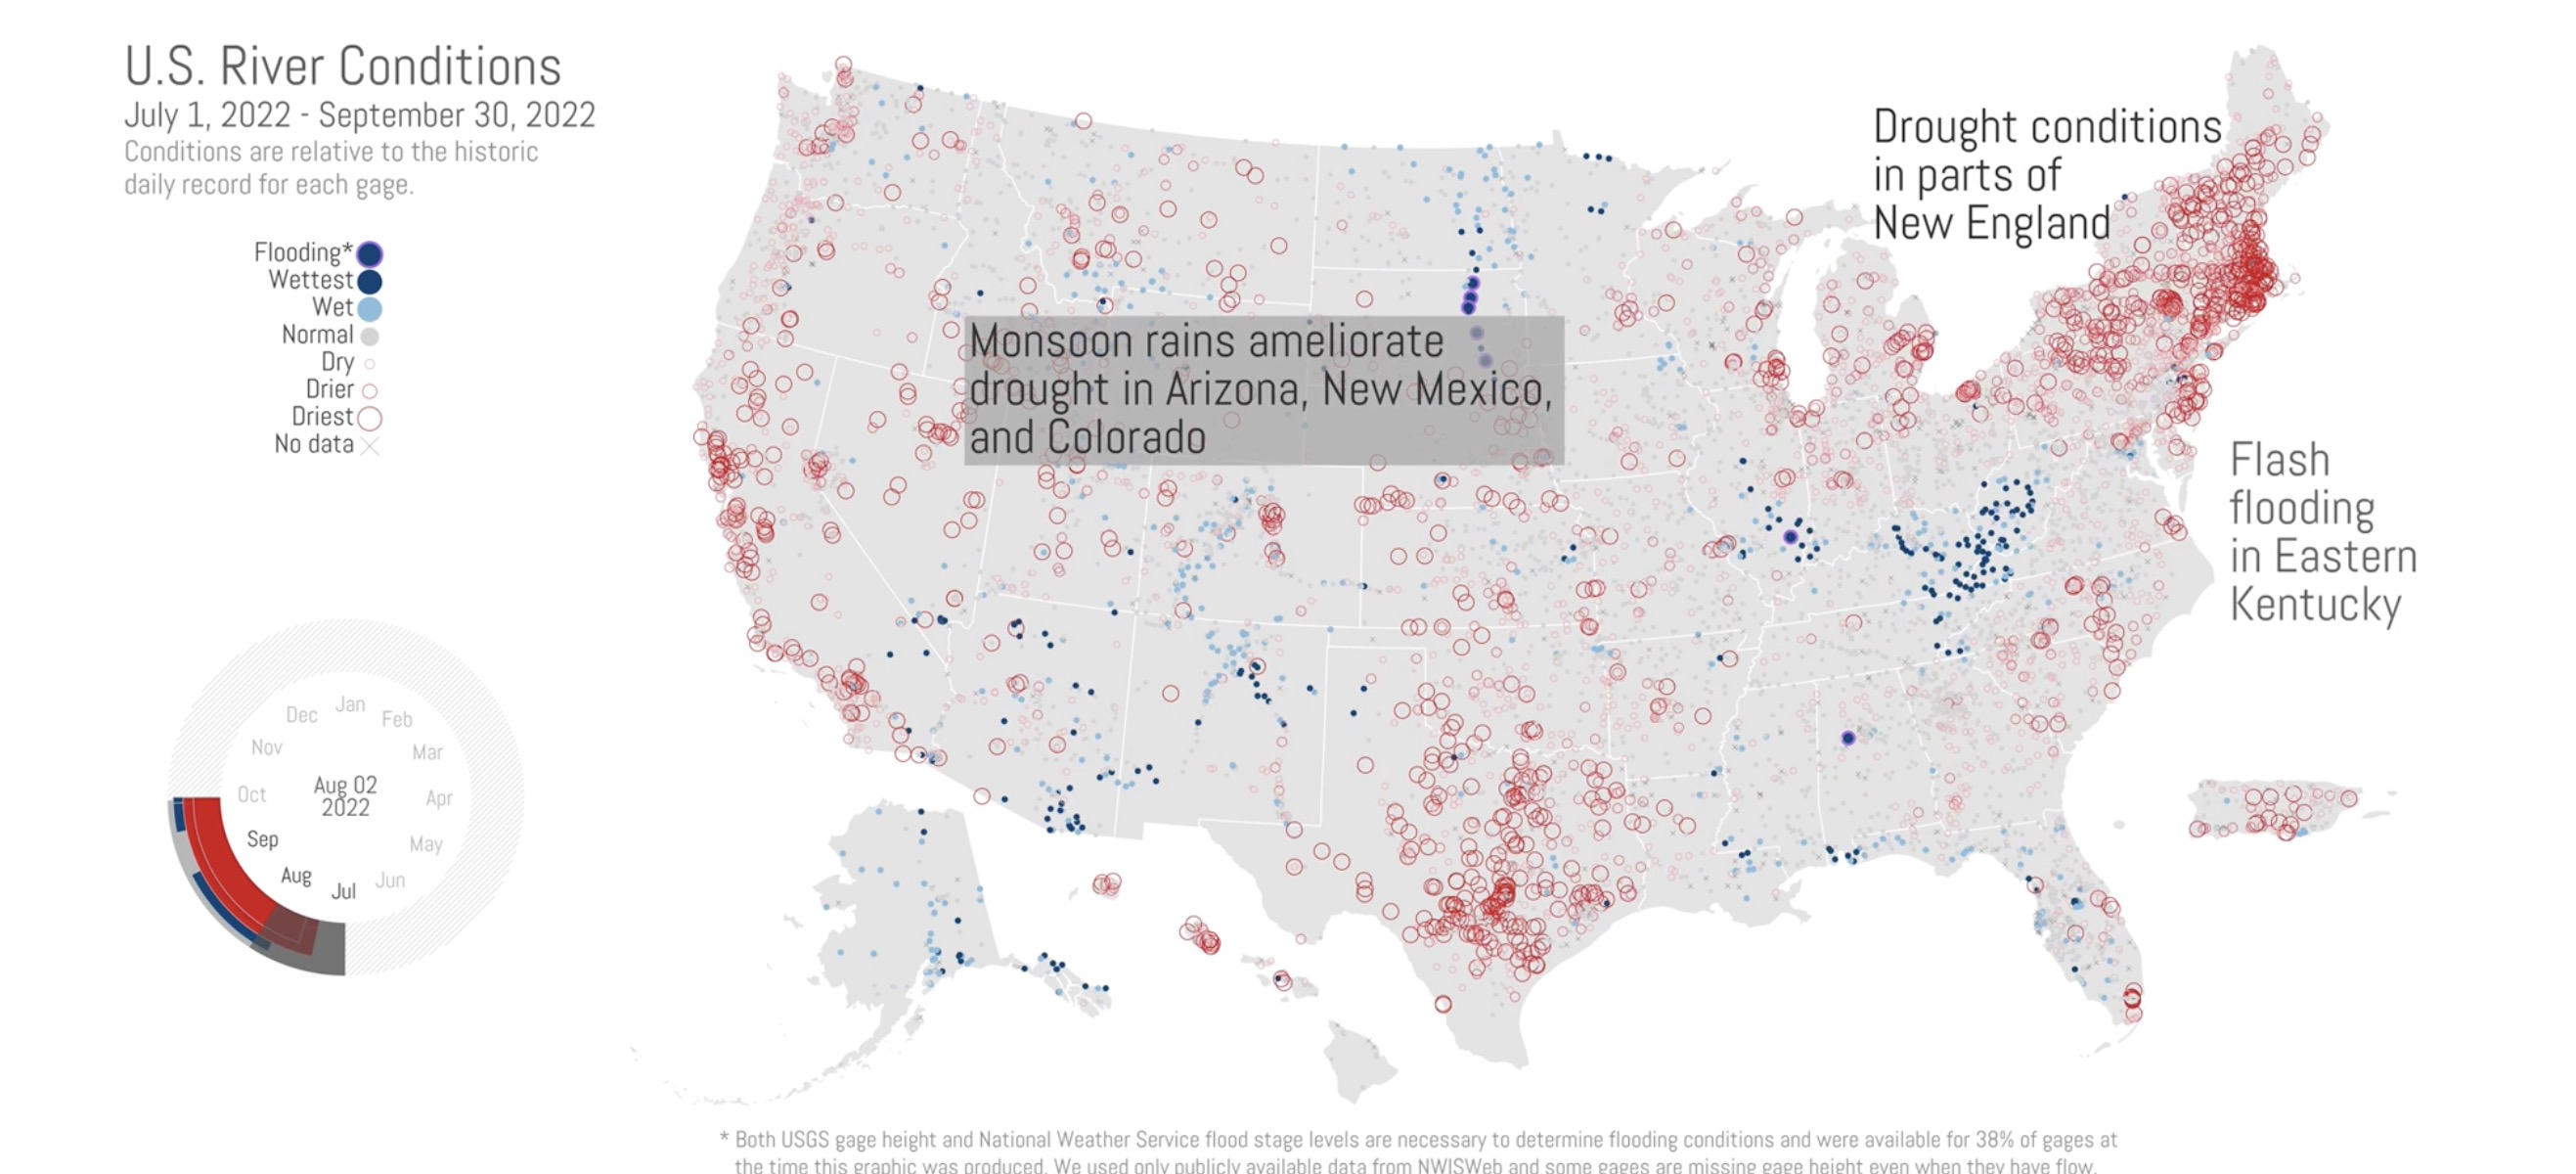 U.S. River Conditions
July 1, 2022 - September 30, 2022
Conditions are relative to the historic
daily record for each gage.
Flooding*
Wettest
Wet
Normal
Dry
Drier
Driest
No data
Drought conditions
in parts of
New England
Monsoon rains ameliorate
drought in Arizona, New Mexico,
and Colorado
Flash
flooding
in Eastern
Kentucky
Jan
Feb
Mar
Apr
May
Jun
Jul
Aug
Sep
Oct
Nov
Dec
Aug 02
2022
* Both USGS gage height and National Weather Service flood stage levels are necessary to determine flooding conditions and were available for 38% of gages at
the time this graphic was produced. We used only publicly available data from NWISWeb and some gages are missing gage height even when they have flow.